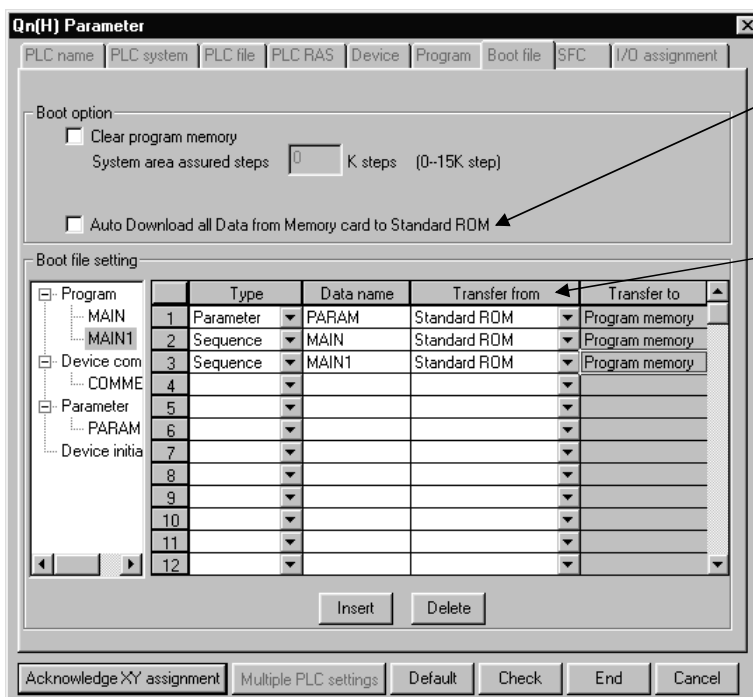 Qn(H) Parameter
PLC name PLC system PLC file PLC RAS Device Program Boot file SFC I/O assignment
Boot option
Clear program memory
System area assured steps 0 K steps (0--15K step)
Auto Download all Data from Memory card to Standard ROM
Boot file setting
Program
MAIN
MAIN1
Device com
COMME
Parameter
PARAM
Device initia
Type Data name Transfer from Transfer to
1 Parameter PARAM Standard ROM Program memory
2 Sequence MAIN Standard ROM Program memory
3 Sequence MAIN1 Standard ROM Program memory
4
5
6
7
8
9
10
11
12
Insert Delete
Acknowledge XY assignment Multiple PLC settings Default Check End Cancel